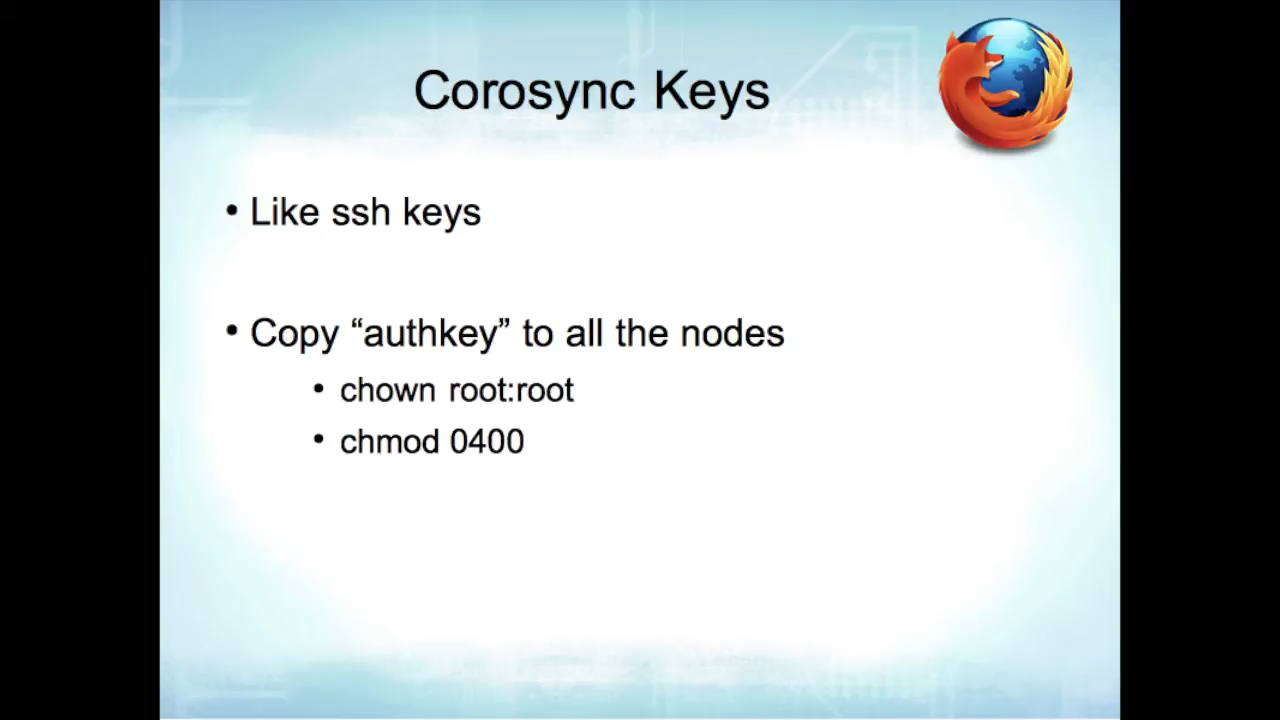 Corosync Keys
• Like ssh keys
• Copy “authkey” to all the nodes
• chown root:root
• chmod 0400